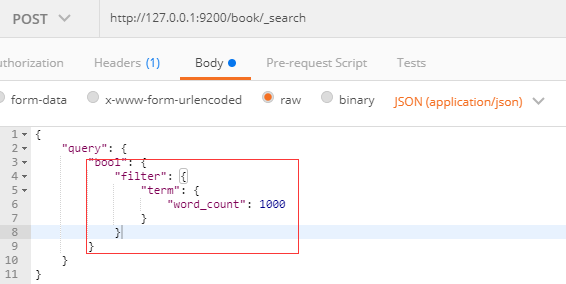 POST http://127.0.0.1:9200/book/_search
uthorization Headers (1) Body Pre-request Script Tests
form-data x-www-form-urlencoded raw binary JSON (application/json)
1 {
2 "query": {
3 "bool": {
4 "filter": {
5 "term": {
6 "word_count": 1000
7 }
8 }
9 }
10 }
11 }